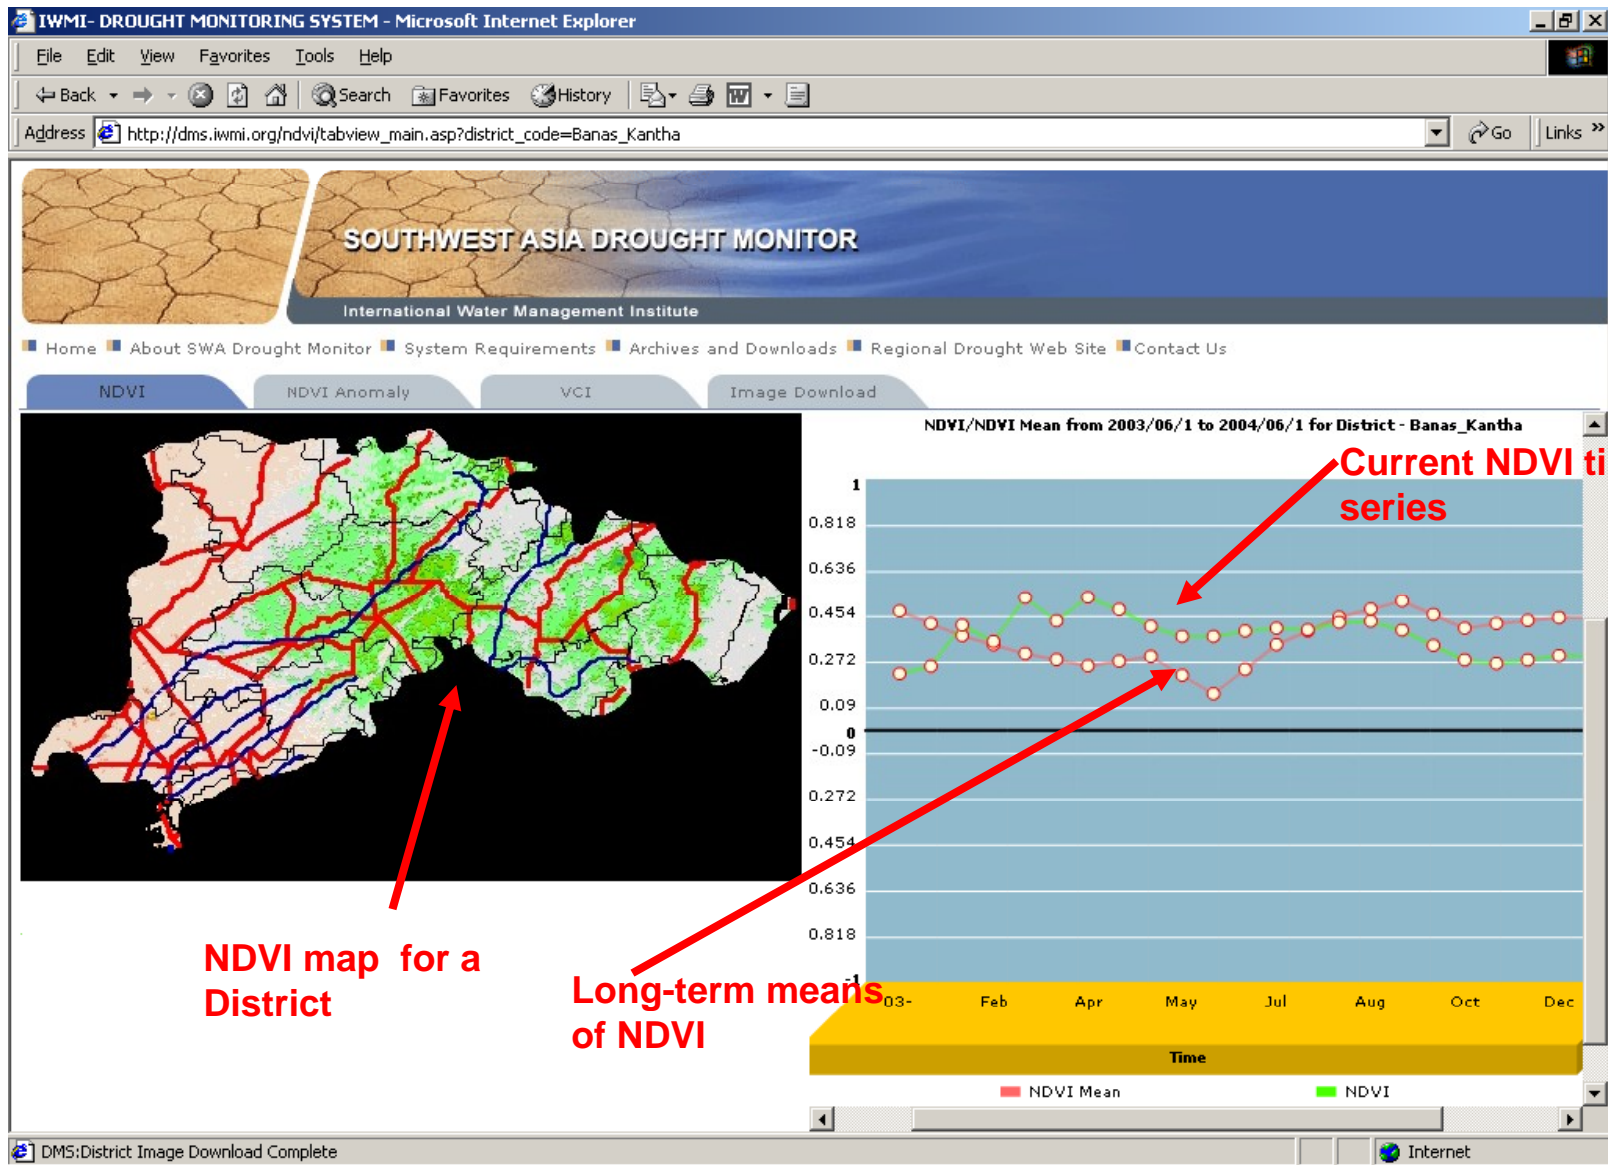 IWMI- DROUGHT MONITORING SYSTEM - Microsoft Internet Explorer
File Edit View Favorites Tools Help
Back Search Favorites History
Address http://dms.iwmi.org/ndvi/tabview_main.asp?district_code=Banas_Kantha Go Links »
SOUTHWEST ASIA DROUGHT MONITOR
International Water Management Institute
Home About SWA Drought Monitor System Requirements Archives and Downloads Regional Drought Web Site Contact Us
NDVI NDVI Anomaly VCI Image Download
NDVI/NDVI Mean from 2003/06/1 to 2004/06/1 for District - Banas_Kantha
Current NDVI ti
series
1
0.818
0.636
0.454
0.272
0.09
0
-0.09
0.272
0.454
0.636
0.818
-1
NDVI map for a
District
Long-term means
of NDVI
03- Feb Apr May Jul Aug Oct Dec
Time
NDVI Mean NDVI
DMS:District Image Download Complete Internet